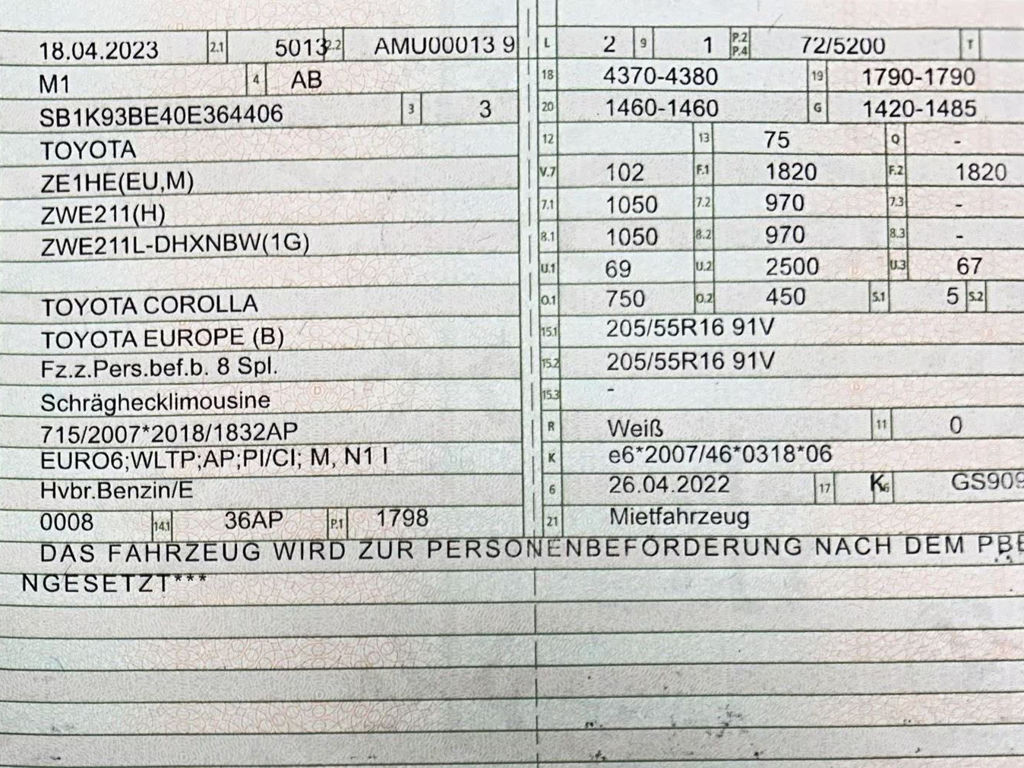 18.04.2023 2.1 5013 2.2 AMU00013 9 L 2 9 1 P.2 P.4 72/5200 T
M1 4 AB 18 4370-4380 19 1790-1790
SB1K93BE40E364406 3 3 20 1460-1460 G 1420-1485
TOYOTA 12 13 75 Q -
ZE1HE(EU,M) V.7 102 F.1 1820 F.2 1820
ZWE211(H) 7.1 1050 7.2 970 7.3 -
ZWE211L-DHXNBW(1G) 8.1 1050 8.2 970 8.3 -
U.1 69 U.2 2500 U.3 67
TOYOTA COROLLA O.1 750 O.2 450 S.1 5 S.2
TOYOTA EUROPE (B) 15.1 205/55R16 91V
Fz.z.Pers.bef.b. 8 Spl. 15.2 205/55R16 91V
Schräghecklimousine 15.3 -
715/2007*2018/1832AP R Weiß 11 0
EURO6;WLTP;AP;PI/CI; M, N1 I K e6*2007/46*0318*06
Hybr.Benzin/E 6 26.04.2022 17 K 16 GS909
0008 14.1 36AP P.1 1798 21 Mietfahrzeug
DAS FAHRZEUG WIRD ZUR PERSONENBEFÖRDERUNG NACH DEM PBE
NGESETZT***